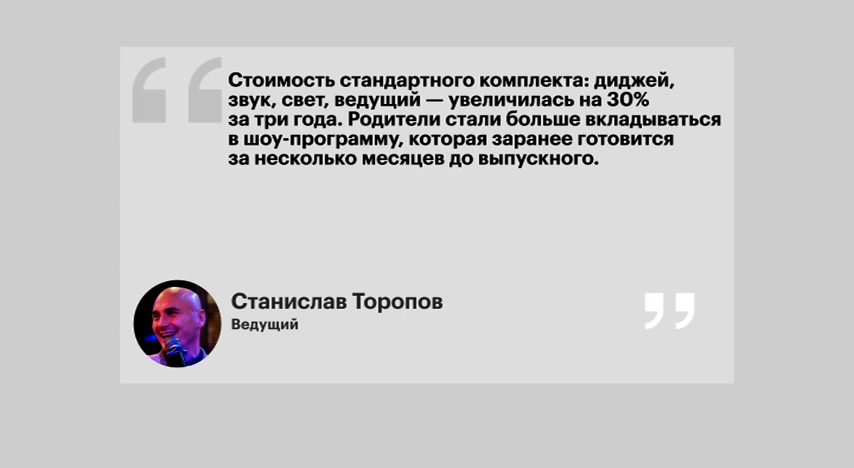 Стоимость стандартного комплекта: диджей,
звук, свет, ведущий — увеличилась на 30%
за три года. Родители стали больше вкладываться
в шоу-программу, которая заранее готовится
за несколько месяцев до выпускного.
Станислав Торопов
Ведущий